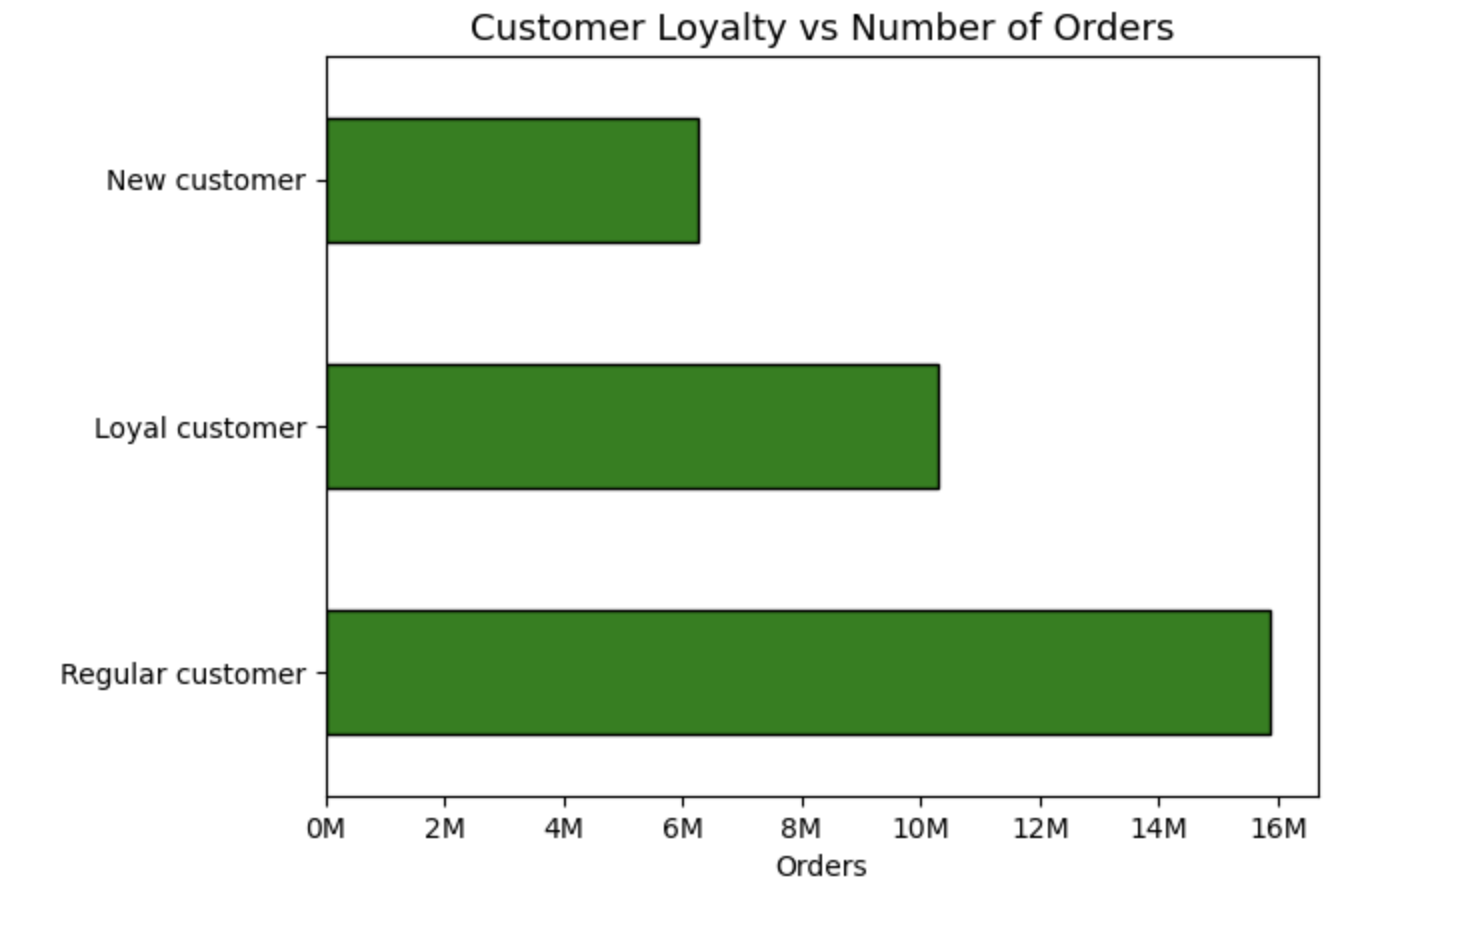 Customer Loyalty vs Number of Orders
New customer
Loyal customer
Regular customer
0M 2M 4M 6M 8M 10M 12M 14M 16M
Orders